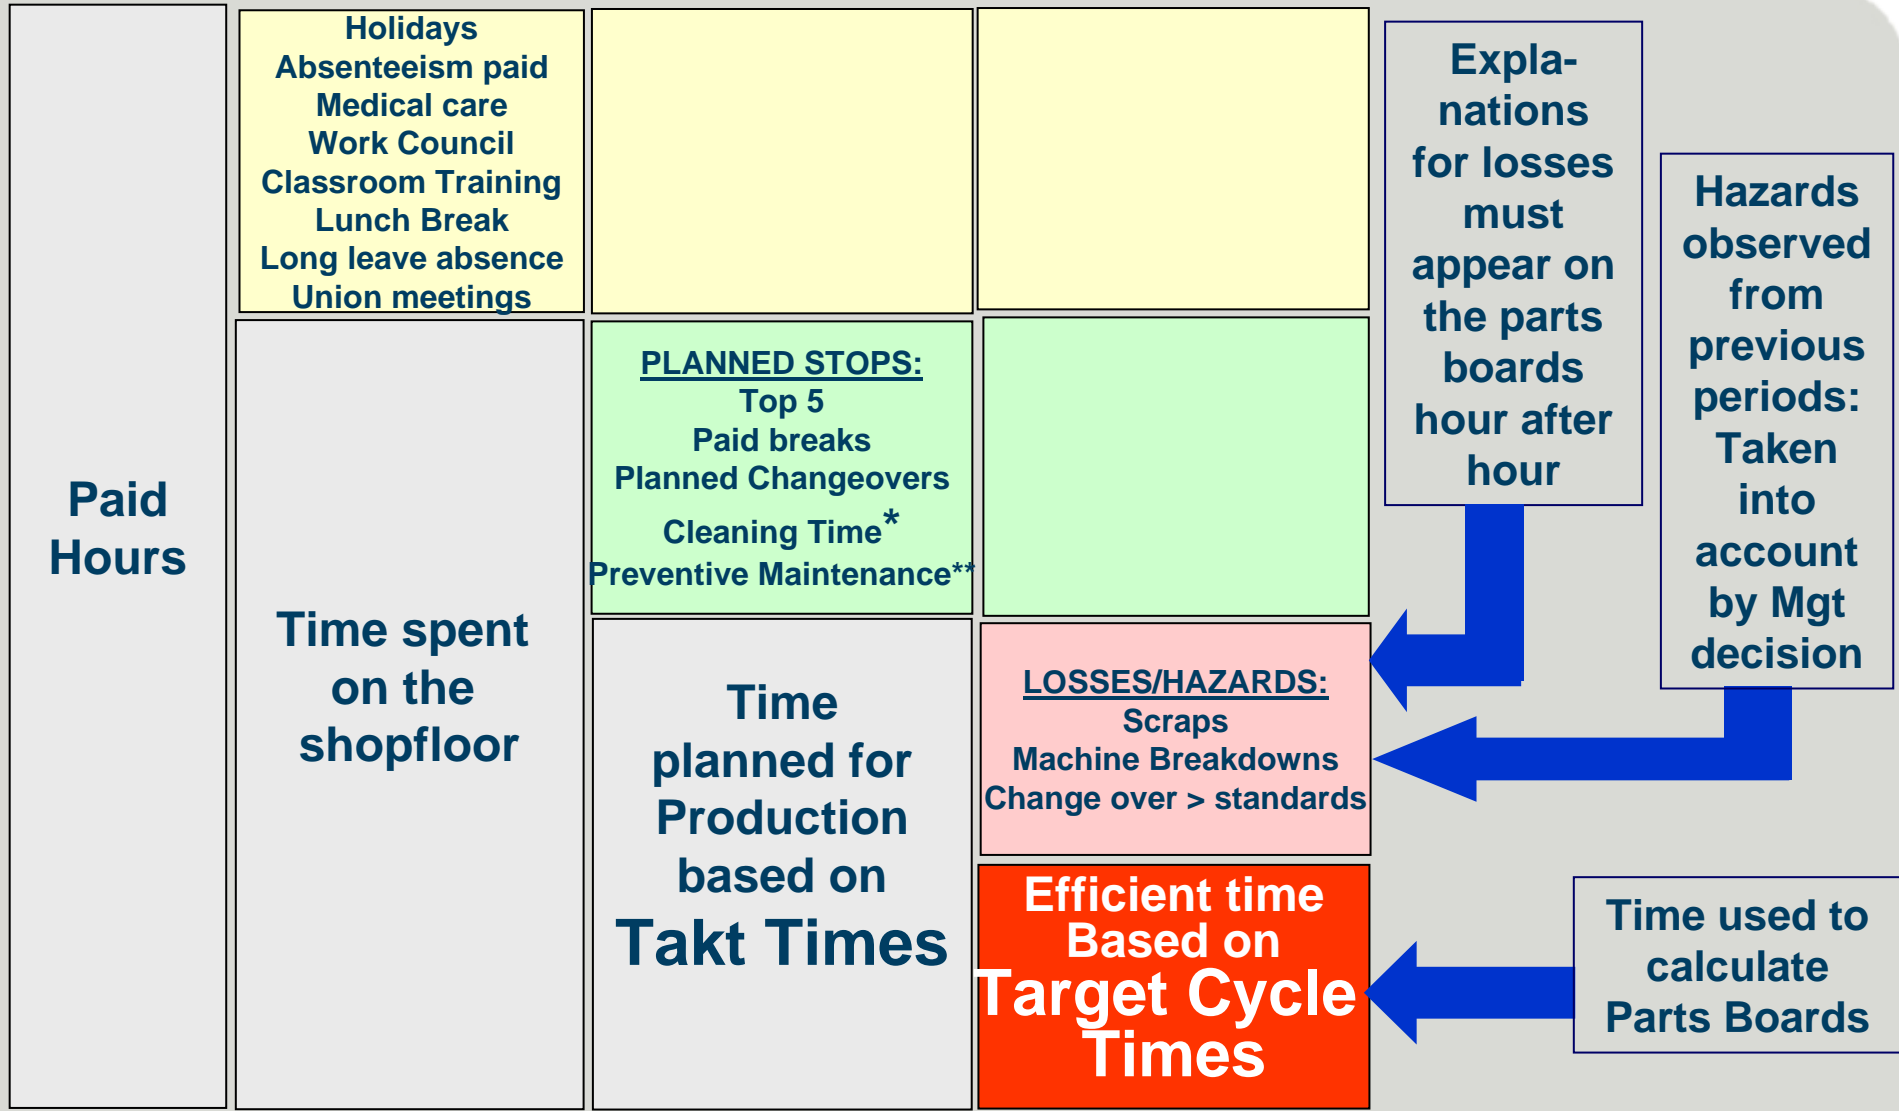 Paid
Hours
Holidays
Absenteeism paid
Medical care
Work Council
Classroom Training
Lunch Break
Long leave absence
Union meetings
Time spent
on the
shopfloor
PLANNED STOPS:
Top 5
Paid breaks
Planned Changeovers
Cleaning Time*
Preventive Maintenance**
Time
planned for
Production
based on
Takt Times
LOSSES/HAZARDS:
Scraps
Machine Breakdowns
Change over > standards
Efficient time
Based on
Target Cycle
Times
Expla-
nations
for losses
must
appear on
the parts
boards
hour after
hour
Hazards
observed
from
previous
periods:
Taken
into
account
by Mgt
decision
Time used to
calculate
Parts Boards